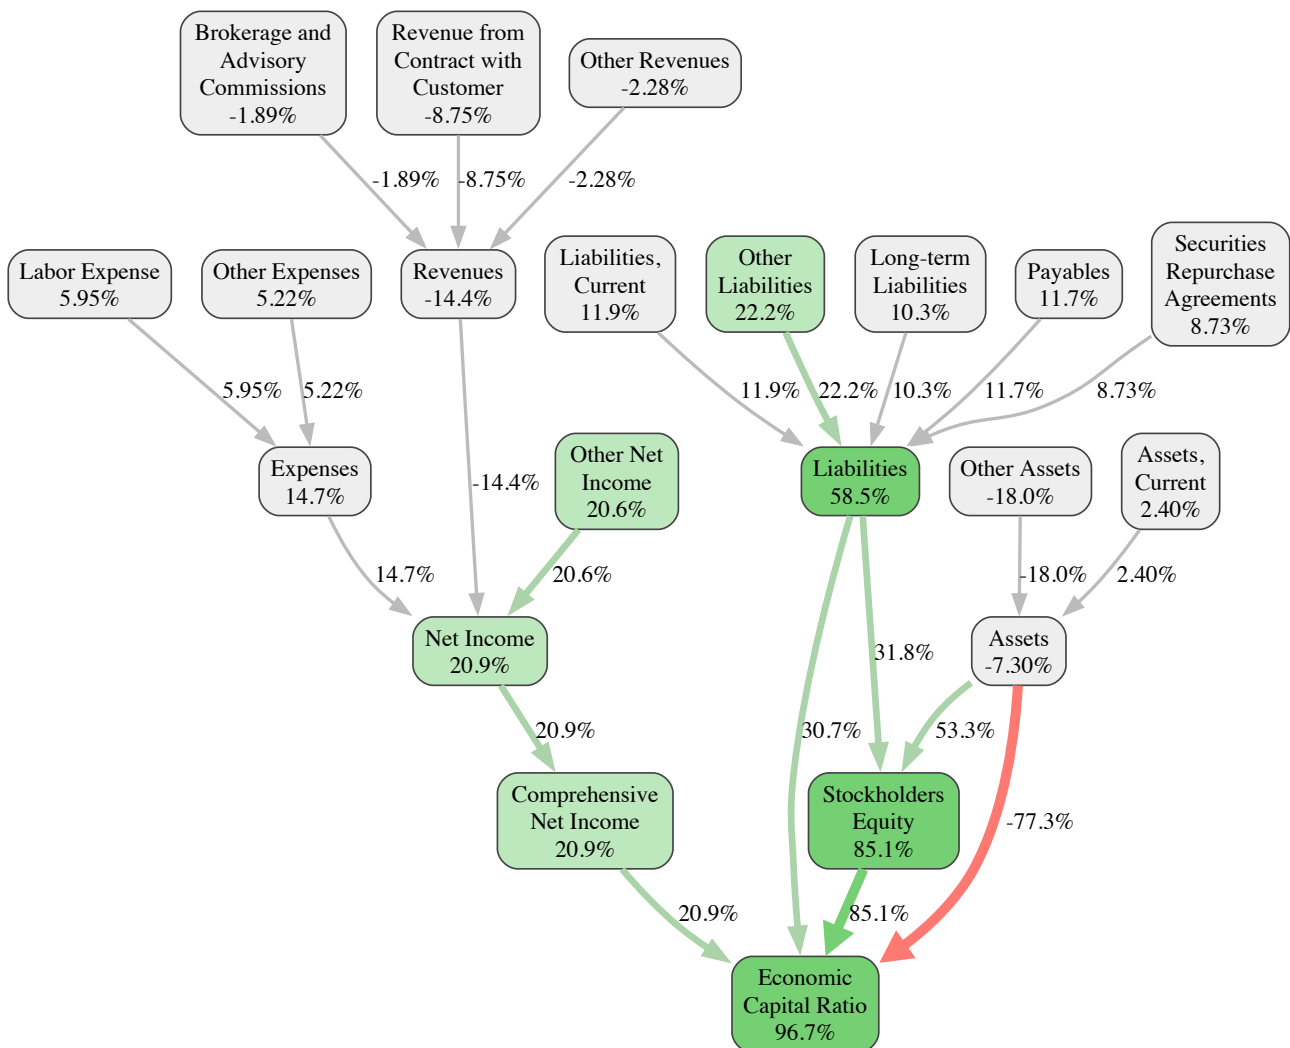 Brokerage and
Advisory
Commissions
-1.89%
Revenue from
Contract with
Customer
-8.75%
Other Revenues
-2.28%
-1.89%
-8.75%
-2.28%
Labor Expense
5.95%
Other Expenses
5.22%
Revenues
-14.4%
Liabilities,
Current
11.9%
Other
Liabilities
22.2%
Long-term
Liabilities
10.3%
Payables
11.7%
Securities
Repurchase
Agreements
8.73%
5.95%
5.22%
11.9%
22.2%
10.3%
11.7%
8.73%
Expenses
14.7%
-14.4%
Other Net
Income
20.6%
Liabilities
58.5%
Other Assets
-18.0%
Assets,
Current
2.40%
14.7%
20.6%
-18.0%
2.40%
Net Income
20.9%
31.8%
Assets
-7.30%
20.9%
30.7%
53.3%
Comprehensive
Net Income
20.9%
Stockholders
Equity
85.1%
-77.3%
20.9%
85.1%
Economic
Capital Ratio
96.7%